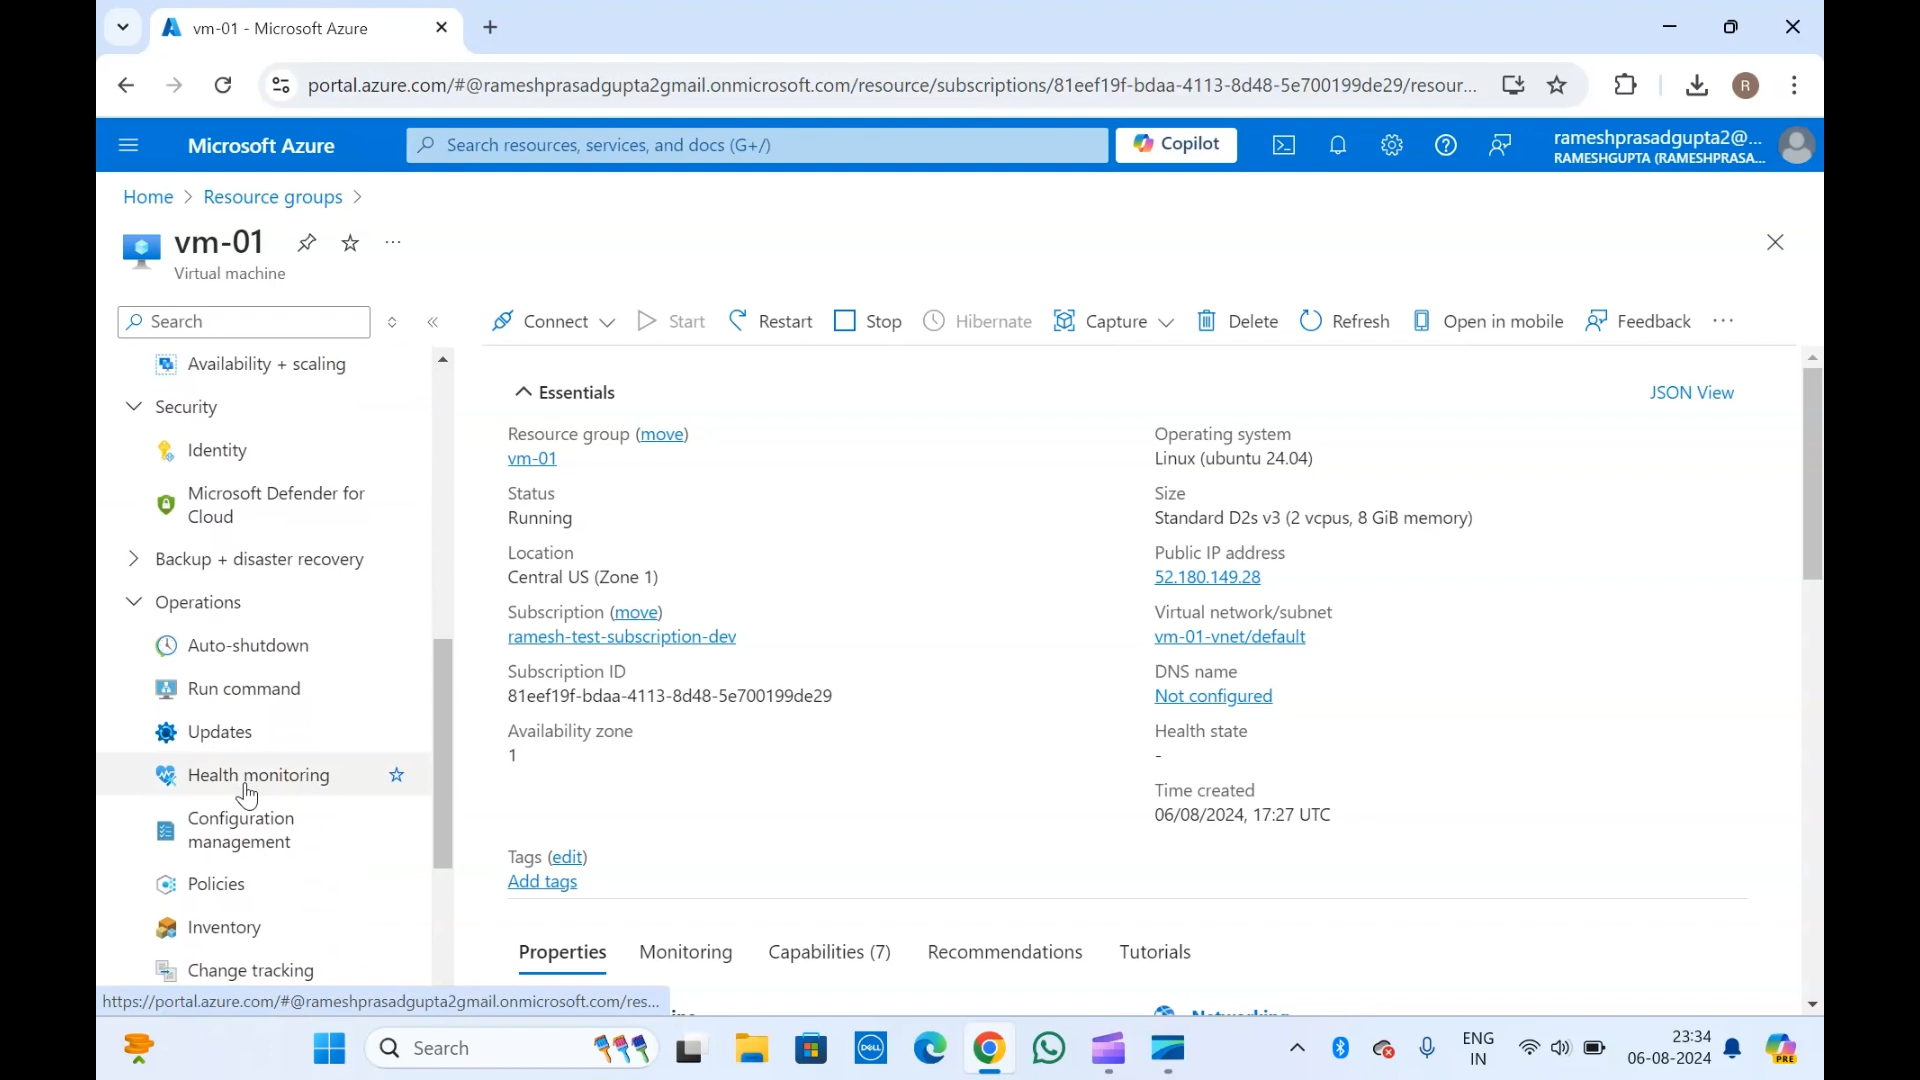 vm-01 - Microsoft Azure
portal.azure.com/#@rameshprasadgupta2gmail.onmicrosoft.com/resource/subscriptions/81eef19f-bdaa-4113-8d48-5e700199de29/resour...
R
Microsoft Azure
Search resources, services, and docs (G+/)
Copilot
rameshprasadgupta2@...
RAMESHGUPTA (RAMESHPRASA...
Home > Resource groups >
vm-01
Virtual machine
Search
Connect
Start
Restart
Stop
Hibernate
Capture
Delete
Refresh
Open in mobile
Feedback
Availability + scaling
Security
Identity
Microsoft Defender for
Cloud
Backup + disaster recovery
Operations
Auto-shutdown
Run command
Updates
Health monitoring
Configuration
management
Policies
Inventory
Change tracking
Essentials
JSON View
Resource group (move)
vm-01
Status
Running
Location
Central US (Zone 1)
Subscription (move)
ramesh-test-subscription-dev
Subscription ID
81eef19f-bdaa-4113-8d48-5e700199de29
Availability zone
1
Operating system
Linux (ubuntu 24.04)
Size
Standard D2s v3 (2 vcpus, 8 GiB memory)
Public IP address
52.180.149.28
Virtual network/subnet
vm-01-vnet/default
DNS name
Not configured
Health state
-
Time created
06/08/2024, 17:27 UTC
Tags (edit)
Add tags
Properties
Monitoring
Capabilities (7)
Recommendations
Tutorials
Networking
https://portal.azure.com/#@rameshprasadgupta2gmail.onmicrosoft.com/res...
Search
DELL
ENG
IN
23:34
06-08-2024
PRE